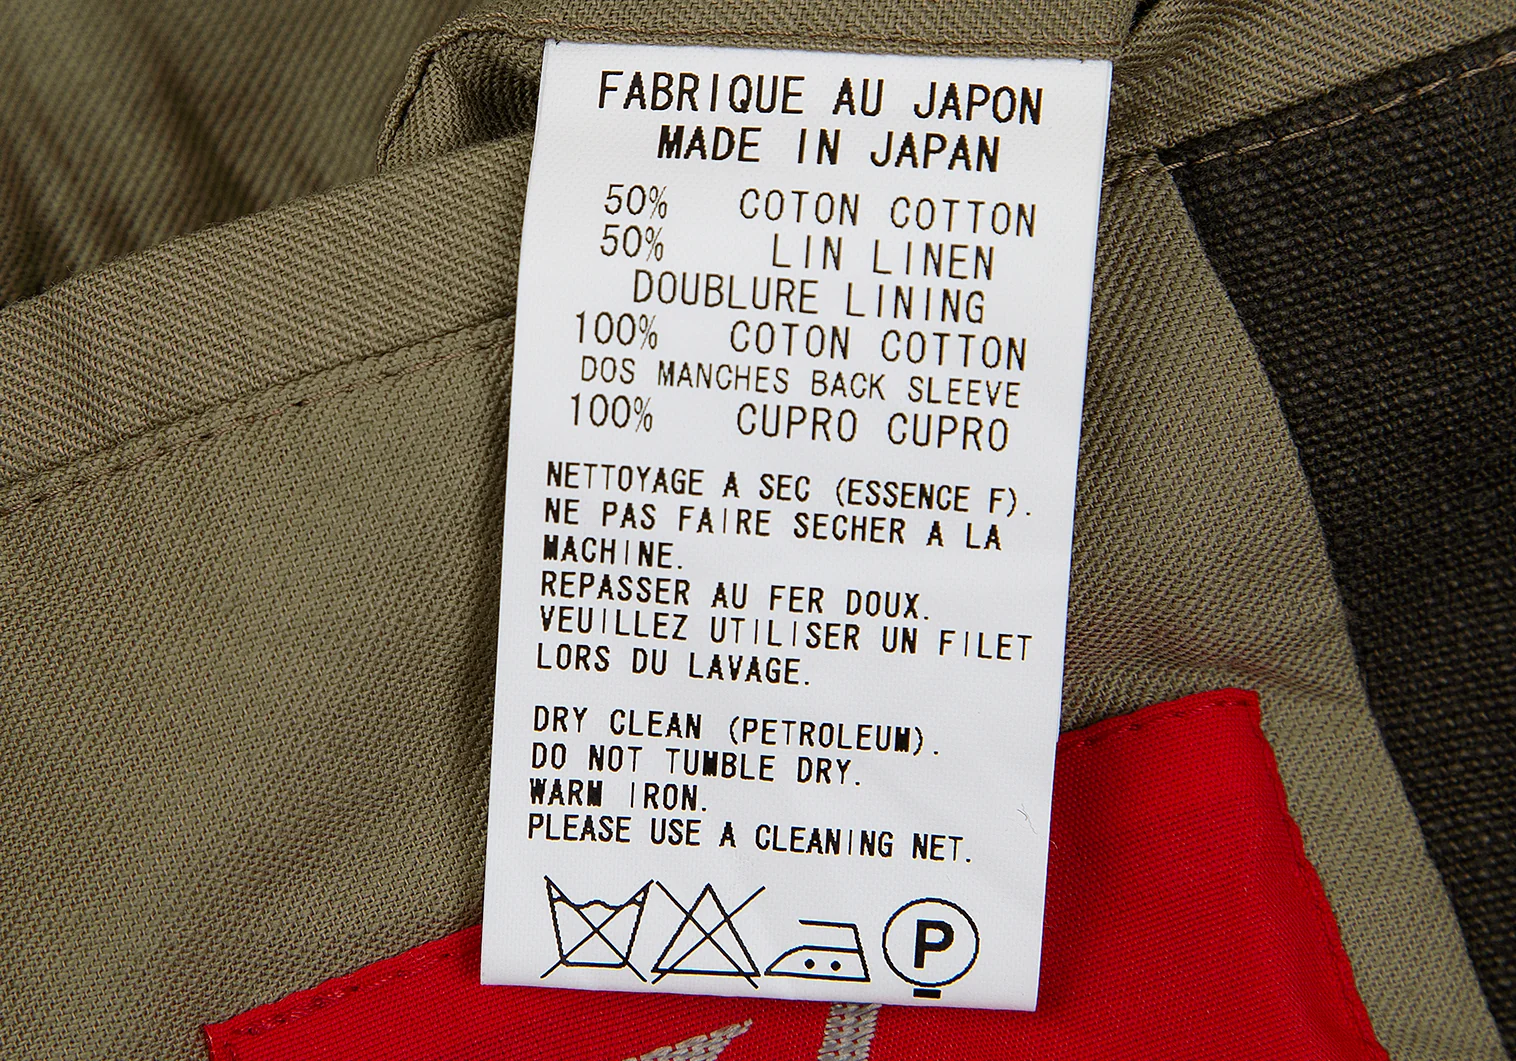 FABRIQUE AU JAPON
MADE IN JAPAN
50% COTON COTTON
50% LIN LINEN
DOUBLURE LINING
100% COTON COTTON
DOS MANCHES BACK SLEEVE
100% CUPRO CUPRO
NETTOYAGE A SEC (ESSENCE F).
NE PAS FAIRE SECHER A LA
MACHINE.
REPASSER AU FER DOUX.
VEUILLEZ UTILISER UN FILET
LORS DU LAVAGE.
DRY CLEAN (PETROLEUM).
DO NOT TUMBLE DRY.
WARM IRON.
PLEASE USE A CLEANING NET.
P